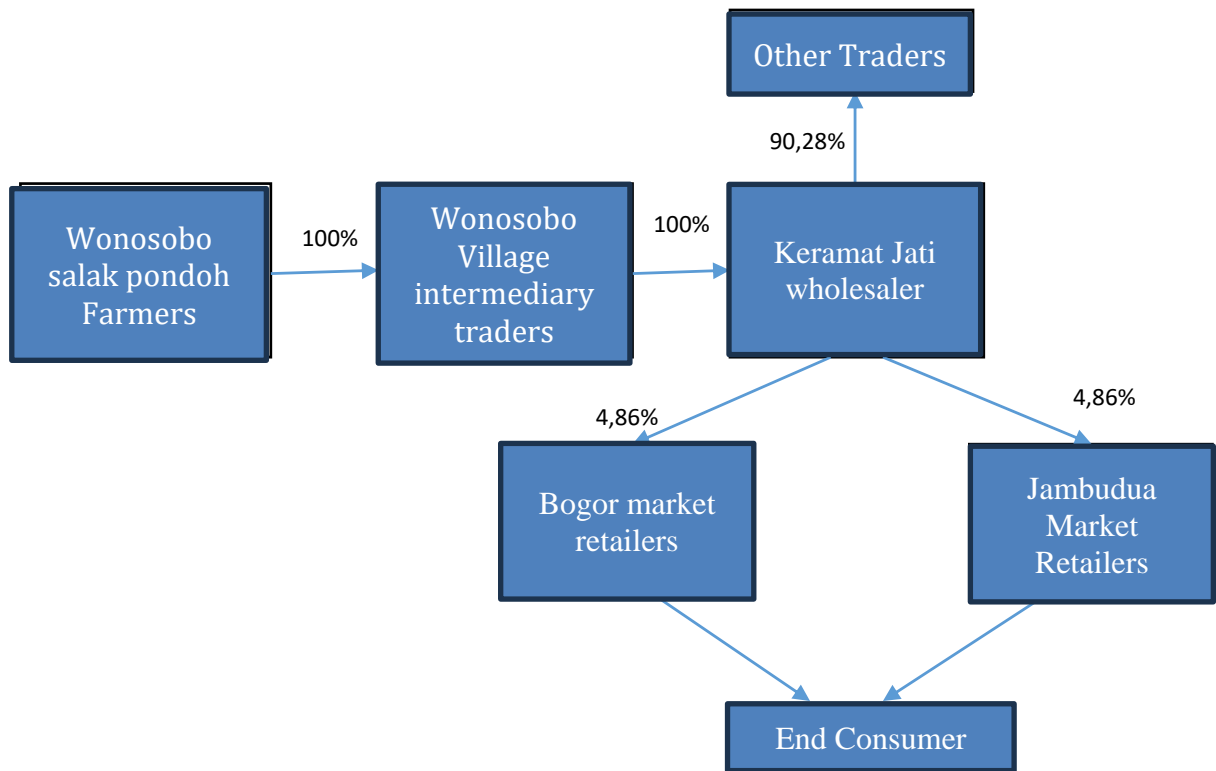 Other Traders
90,28%
Wonosobo
salak pondoh
Farmers
100%
Wonosobo
Village
intermediary
traders
100%
Keramat Jati
wholesaler
4,86%
4,86%
Bogor market
retailers
Jambudua
Market
Retailers
End Consumer